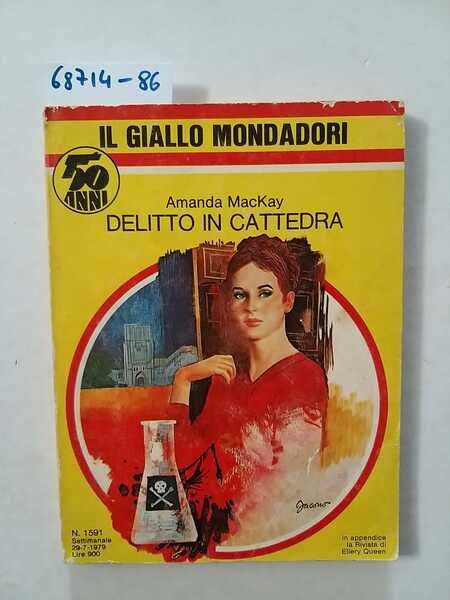 68714-86
IL GIALLO MONDADORI
50
ANNI
Amanda MacKay
DELITTO IN CATTEDRA
Jacono
N. 1591
Settimanale
29-7-1979
Lire 900
in appendice
la Rivista di
Ellery Queen